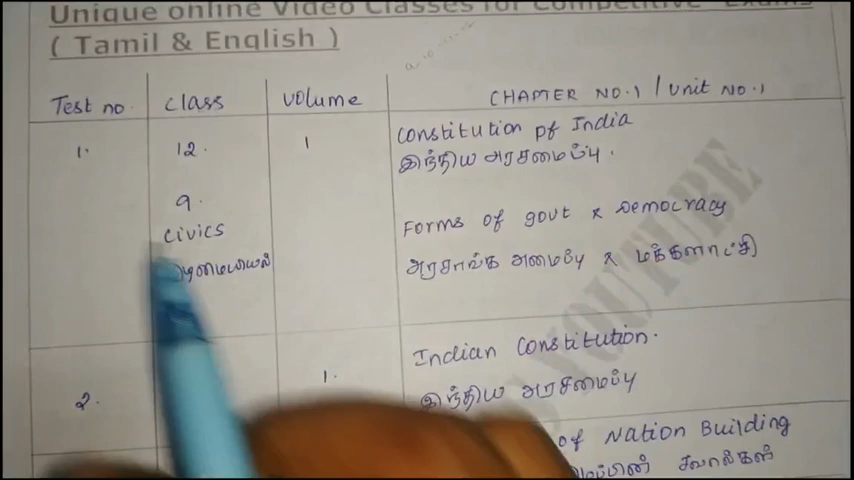 Unique online Video Classes for Competitive Exams
( Tamil & English )
Test no. class volume CHAPTER NO.1 / Unit NO.1
1. 12. 1 Constitution of India
இந்திய அரசமைப்பு.
9.
civics
Forms of govt & Democracy
அரசாங்க அமைப்பு & மக்களாட்சி
2. 1. Indian Constitution.
இந்திய அரசமைப்பு
of Nation Building
சவால்கள்
YOUTUBE